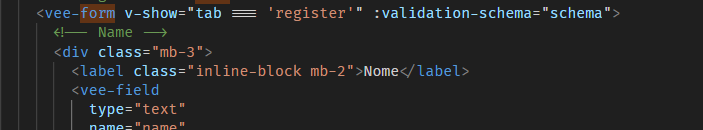 <vee-form v-show="tab === 'register'" :validation-schema="schema">
<!-- Name -->
<div class="mb-3">
<label class="inline-block mb-2">Nome</label>
<vee-field
type="text"
name="name"